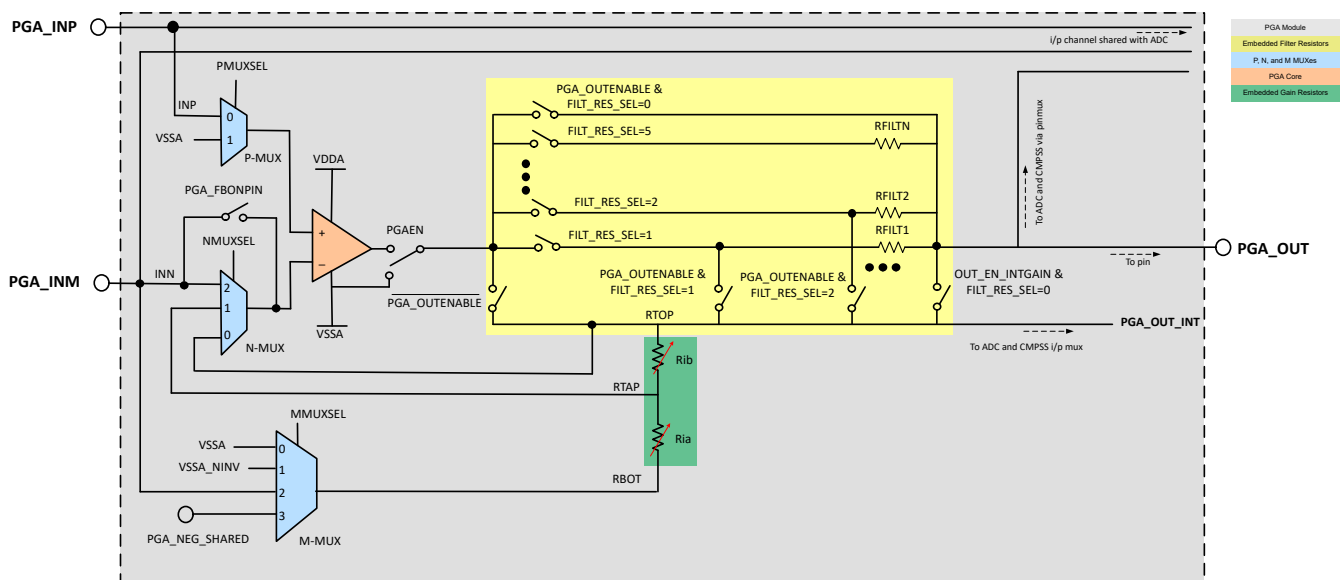 PGA_INP
i/p channel shared with ADC
PGA Module
Embedded Filter Resistors
P, N, and M MUXes
PGA Core
Embedded Gain Resistors
PMUXSEL
INP
0
VSSA
1
P-MUX
PGA_OUTENABLE &
FILT_RES_SEL=0
FILT_RES_SEL=5
RFILTN
To ADC and CMPSS via pinmux
VDDA
PGA_FBONPIN
FILT_RES_SEL=2
RFILT2
+
−
PGAEN
FILT_RES_SEL=1
RFILT1
NMUXSEL
PGA_INM
INN
2
1
0
N-MUX
PGA_OUTENABLE
VSSA
PGA_OUTENABLE &
FILT_RES_SEL=1
PGA_OUTENABLE &
FILT_RES_SEL=2
OUT_EN_INTGAIN &
FILT_RES_SEL=0
To pin
PGA_OUT
RTOP
PGA_OUT_INT
To ADC and CMPSS i/p mux
Rib
RTAP
MMUXSEL
VSSA
0
VSSA_NINV
1
2
3
Ria
RBOT
PGA_NEG_SHARED
M-MUX